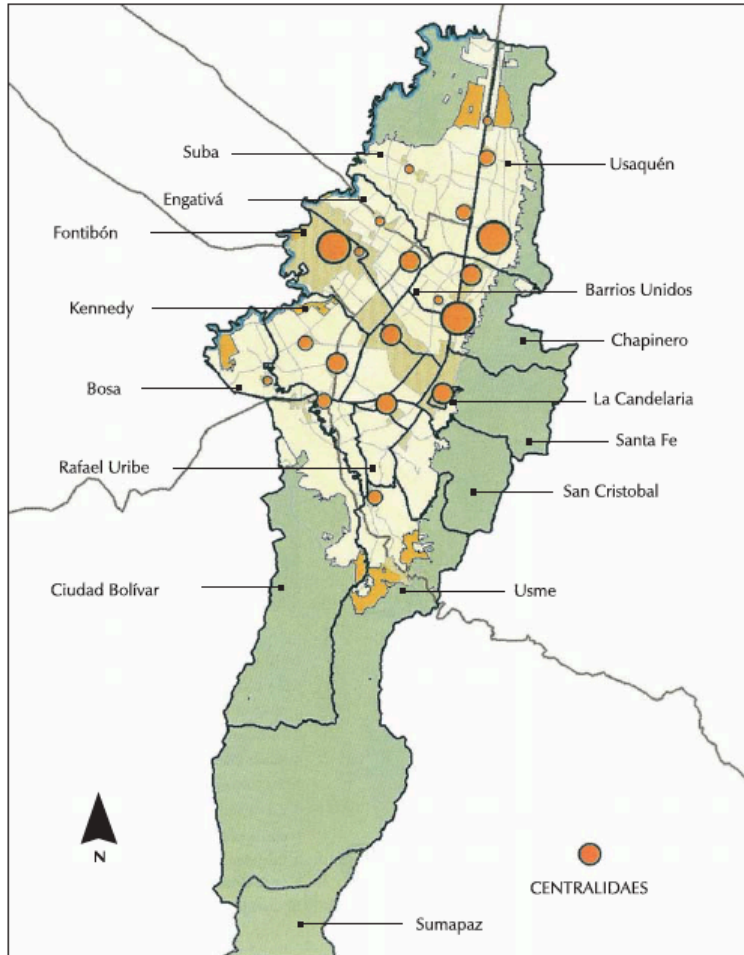 Suba
Usaquén
Engativá
Fontibón
Barrios Unidos
Kennedy
Chapinero
Bosa
La Candelaria
Santa Fe
Rafael Uribe
San Cristobal
Ciudad Bolívar
Usme
N
CENTRALIDAES
Sumapaz